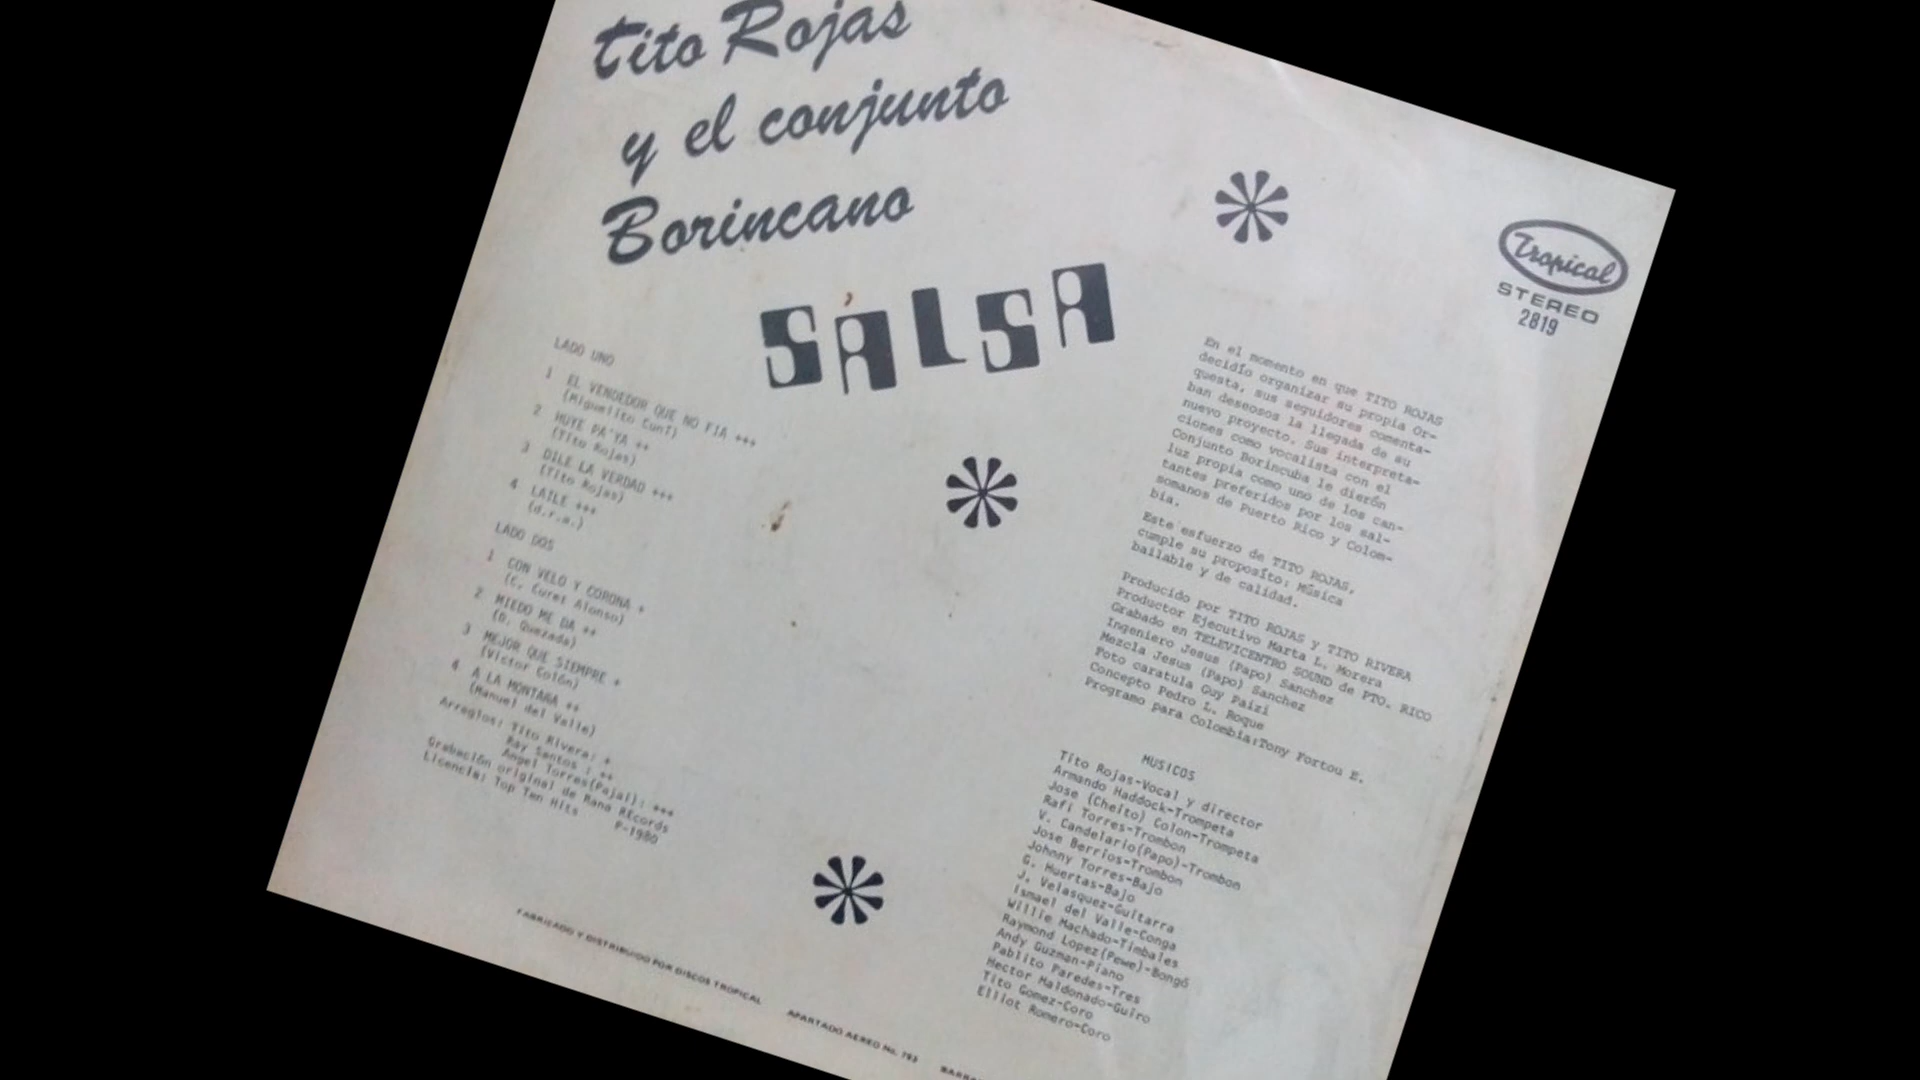 Tito Rojas
y el conjunto
Borincano
SALSA
Tropical
STEREO
2819
LADO UNO
1 EL VENDEDOR QUE NO FIA +++
(Miguelito Cuní)
2 HUYE PA'YA ++
(Tito Rojas)
3 DILE LA VERDAD +++
(Tito Rojas)
4 LAILE +++
(d.r.a.)
LADO DOS
1 CON VELO Y CORONA +
(C. Curet Alonso)
2 MIEDO ME DA ++
(D. Quezada)
3 MEJOR QUE SIEMPRE +
(Victor Colón)
4 A LA MONTAÑA ++
(Manuel del Valle)
Arreglos: Tito Rivera: +
Ray Santos : ++
Angel Torres(Pajai): +++
Grabación original de Rana REcords
Licencia: Top Ten Hits P-1980
En el momento en que TITO ROJAS
decidío organizar su propia Or-
questa, sus seguidores comenta-
ban deseosos la llegada de su
nuevo proyecto. Sus interpreta-
ciones como vocalista con el
Conjunto Borincuba le dierón
luz propia como uno de los can-
tantes preferidos por los sal-
somanos de Puerto Rico y Colom-
bia.
Este esfuerzo de TITO ROJAS,
cumple su proposíto: Música
bailable y de calidad.
Producido por TITO ROJAS y TITO RIVERA
Productor Ejecutivo Marta L. Morera
Grabado en TELEVICENTRO SOUND de PTO. RICO
Ingeniero Jesus (Papo) Sanchez
Mezcla Jesus (Papo) Sanchez
Foto caratula Guy Paizi
Concepto Pedro L. Roque
Programo para Colombia:Tony Fortou E.
MUSICOS
Tito Rojas-Vocal y director
Armando Haddock-Trompeta
Jose (Cheito) Colon-Trompeta
Rafi Torres-Trombon
V. Candelario(Papo)-Trombon
Jose Berrios-Trombon
Johnny Torres-Bajo
G. Huertas-Bajo
J. Velasquez-Guitarra
Ismael del Valle-Conga
Willie Machado-Timbales
Raymond Lopez(Pewe)-Bongó
Andy Guzman-Piano
Pablito Paredes-Tres
Hector Maldonado-Guiro
Tito Gomez-Coro
Elliot Romero-Coro
FABRICADO Y DISTRIBUIDO POR DISCOS TROPICAL APARTADO AEREO No. 793